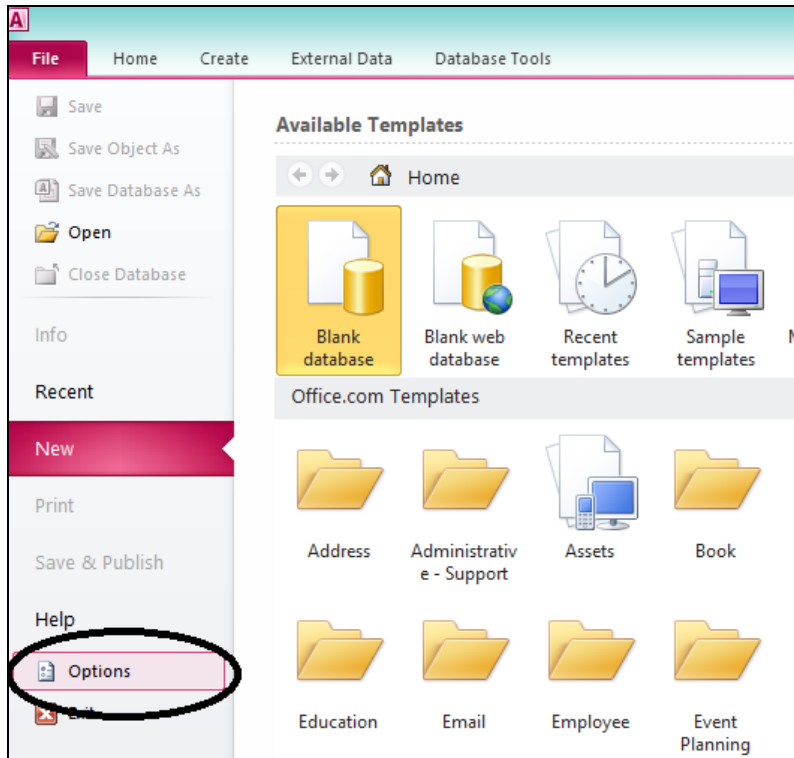 A
File Home Create External Data Database Tools
Save
Save Object As
Save Database As
Open
Close Database
Info
Recent
New
Print
Save & Publish
Help
Options
Exit
Available Templates
Home
Blank database
Blank web database
Recent templates
Sample templates
M
Office.com Templates
Address
Administrativ
e - Support
Assets
Book
Education
Email
Employee
Event
Planning